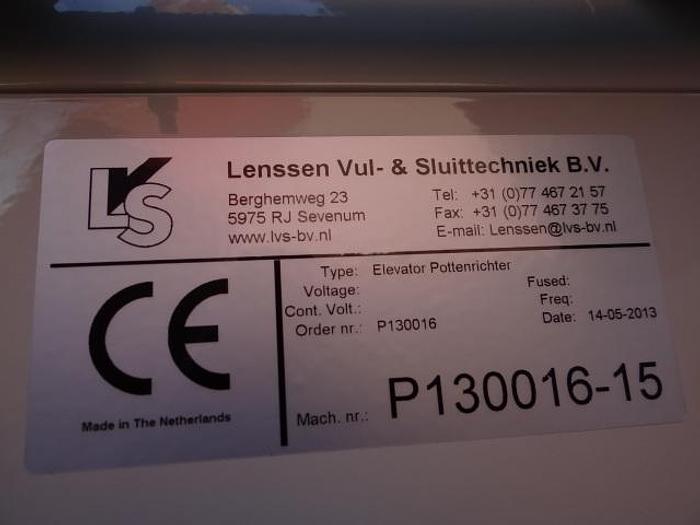 LVS
Lenssen Vul- & Sluittechniek B.V.
Berghemweg 23
5975 RJ Sevenum
www.lvs-bv.nl
Tel: +31 (0)77 467 21 57
Fax: +31 (0)77 467 37 75
E-mail: Lenssen@lvs-bv.nl
CE
Made in The Netherlands
Type: Elevator Pottenrichter
Voltage:
Cont. Volt.:
Order nr.: P130016
Fused:
Freq:
Date: 14-05-2013
Mach. nr.: P130016-15